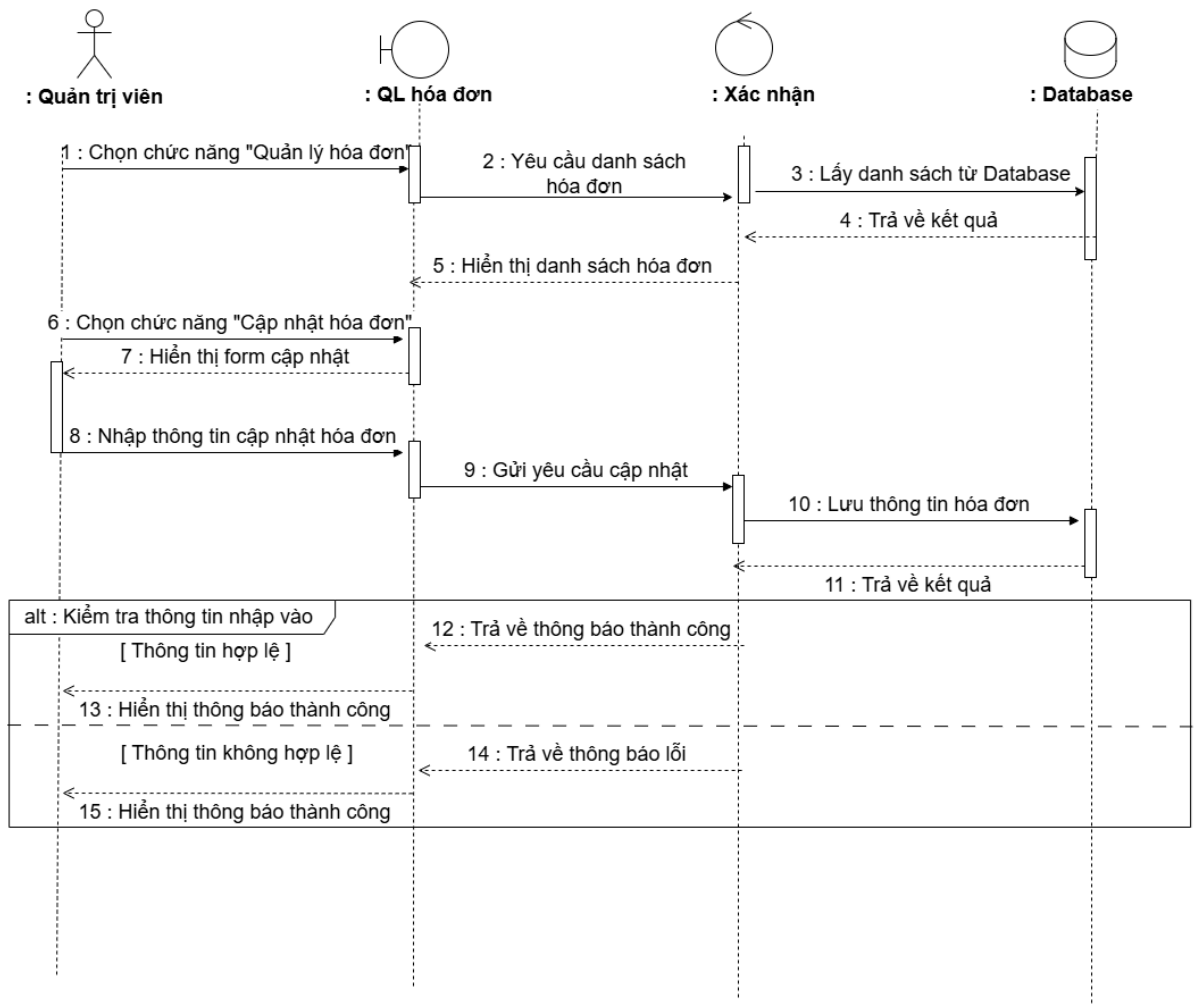 : Quản trị viên
: QL hóa đơn
: Xác nhận
: Database
1 : Chọn chức năng "Quản lý hóa đơn"
2 : Yêu cầu danh sách
hóa đơn
3 : Lấy danh sách từ Database
4 : Trả về kết quả
5 : Hiển thị danh sách hóa đơn
6 : Chọn chức năng "Cập nhật hóa đơn"
7 : Hiển thị form cập nhật
8 : Nhập thông tin cập nhật hóa đơn
9 : Gửi yêu cầu cập nhật
10 : Lưu thông tin hóa đơn
11 : Trả về kết quả
alt : Kiểm tra thông tin nhập vào
12 : Trả về thông báo thành công
[ Thông tin hợp lệ ]
13 : Hiển thị thông báo thành công
[ Thông tin không hợp lệ ]
14 : Trả về thông báo lỗi
15 : Hiển thị thông báo thành công